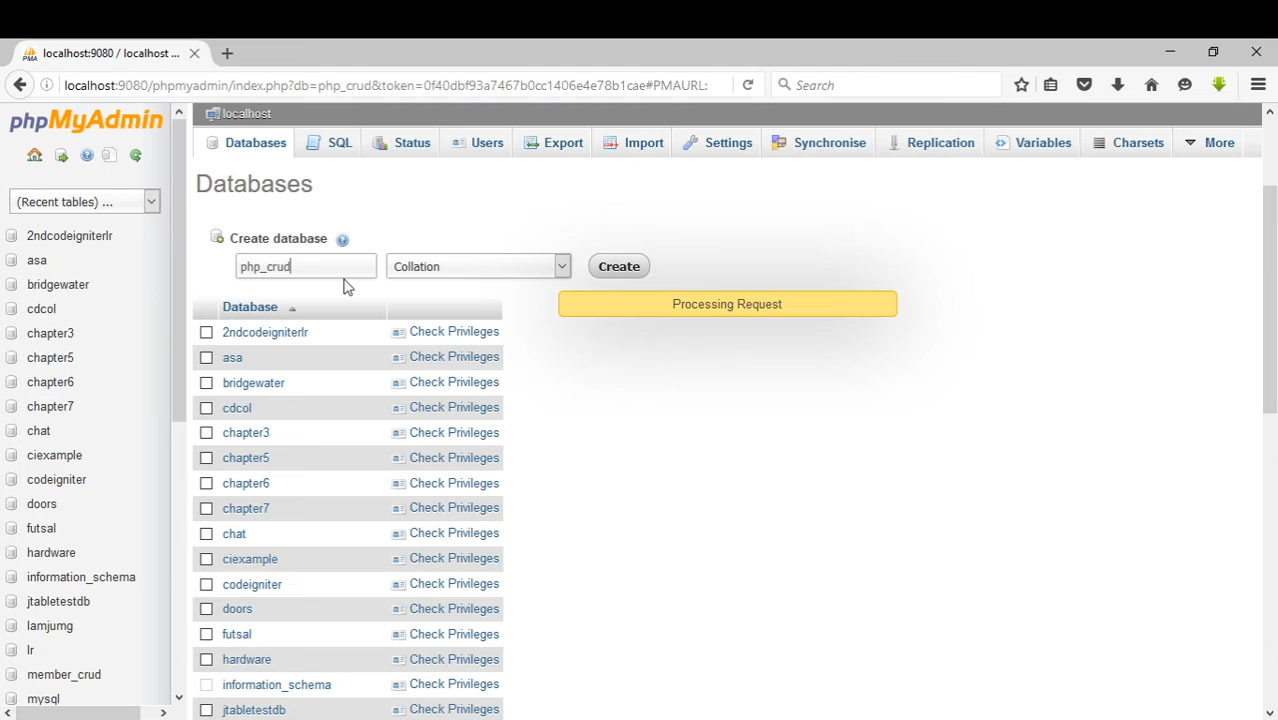 localhost:9080 / localhost ...
localhost:9080/phpmyadmin/index.php?db=php_crud&token=0f40dbf93a7467b0cc1406e4e78b1cae#PMAURL:
Search
phpMyAdmin
(Recent tables) ...
2ndcodeigniterlr
asa
bridgewater
cdcol
chapter3
chapter5
chapter6
chapter7
chat
ciexample
codeigniter
doors
futsal
hardware
information_schema
jtabletestdb
lamjumg
lr
member_crud
mysql
localhost
Databases SQL Status Users Export Import Settings Synchronise Replication Variables Charsets More
Databases
Create database
php_crud Collation Create
Processing Request
Database
2ndcodeigniterlr Check Privileges
asa Check Privileges
bridgewater Check Privileges
cdcol Check Privileges
chapter3 Check Privileges
chapter5 Check Privileges
chapter6 Check Privileges
chapter7 Check Privileges
chat Check Privileges
ciexample Check Privileges
codeigniter Check Privileges
doors Check Privileges
futsal Check Privileges
hardware Check Privileges
information_schema Check Privileges
jtabletestdb Check Privileges